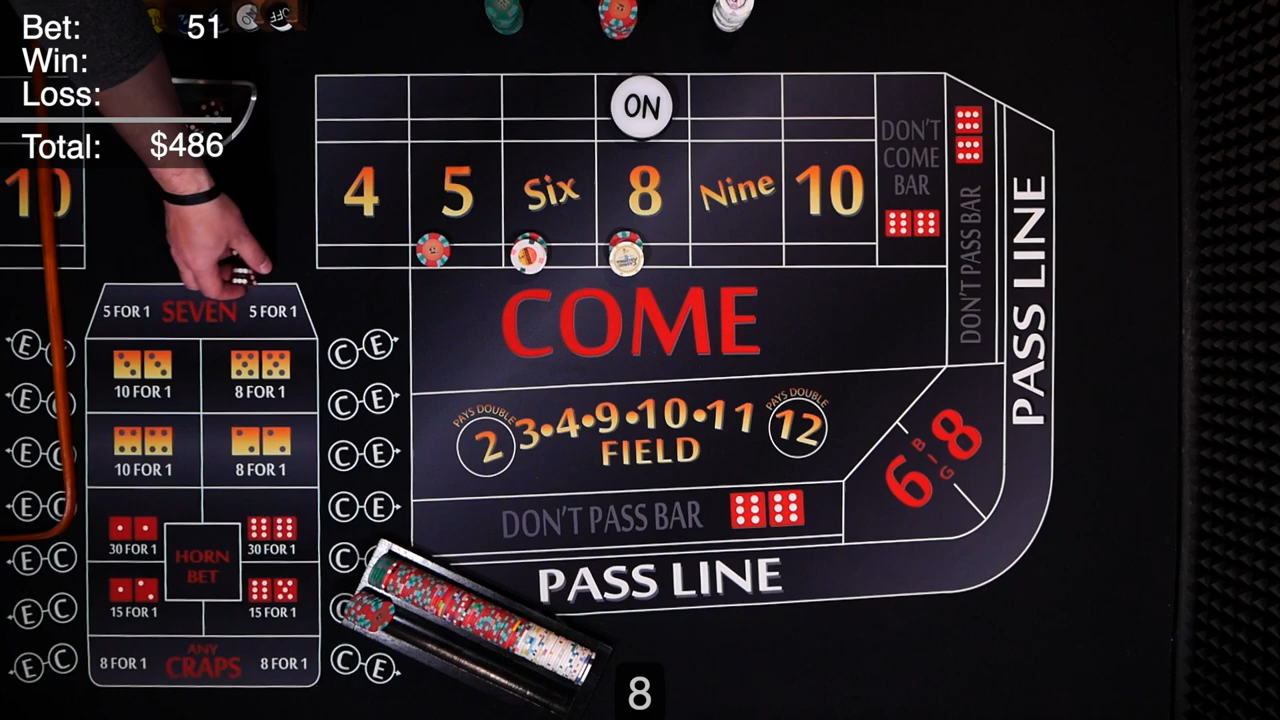 Bet: 51
Win:
Loss:
Total: $486
ON
OFF
ON
10
4 5 Six 8 Nine 10
DON'T
COME
BAR
DON'T PASS BAR
PASS LINE
5 FOR 1 SEVEN 5 FOR 1
10 FOR 1 8 FOR 1
10 FOR 1 8 FOR 1
30 FOR 1 30 FOR 1
HORN
BET
15 FOR 1 15 FOR 1
ANY
8 FOR 1 CRAPS 8 FOR 1
E C
E C
E C
E C
E C
E C
E C
C E
C E
C E
C E
C
C
C E
COME
PAYS DOUBLE
2 3•4•9•10•11 12
PAYS DOUBLE
FIELD
6 8
BIG
DON'T PASS BAR
PASS LINE
8